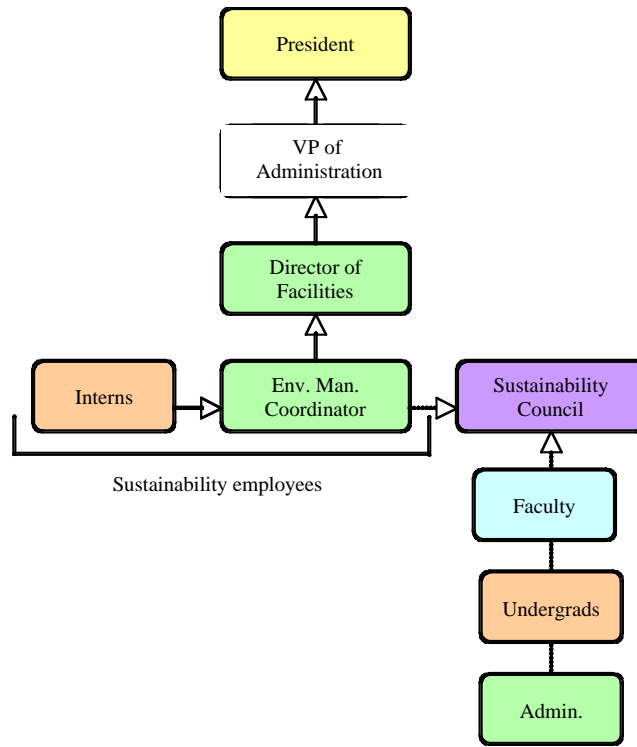 President
VP of
Administration
Director of
Facilities
Interns
Env. Man.
Coordinator
Sustainability
Council
Sustainability employees
Faculty
Undergrads
Admin.